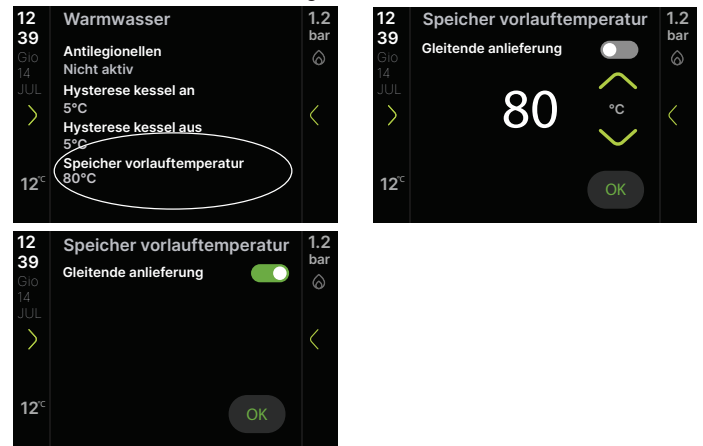 12
39
Gio
14
JUL
12°C
Warmwasser
Antilegionellen
Nicht aktiv
Hysterese kessel an
5°C
Hysterese kessel aus
5°C
Speicher vorlauftemperatur
80°C
1.2
bar
12
39
Gio
14
JUL
12°C
Speicher vorlauftemperatur
Gleitende anlieferung
80
°C
OK
1.2
bar
12
39
Gio
14
JUL
12°C
Speicher vorlauftemperatur
Gleitende anlieferung
OK
1.2
bar